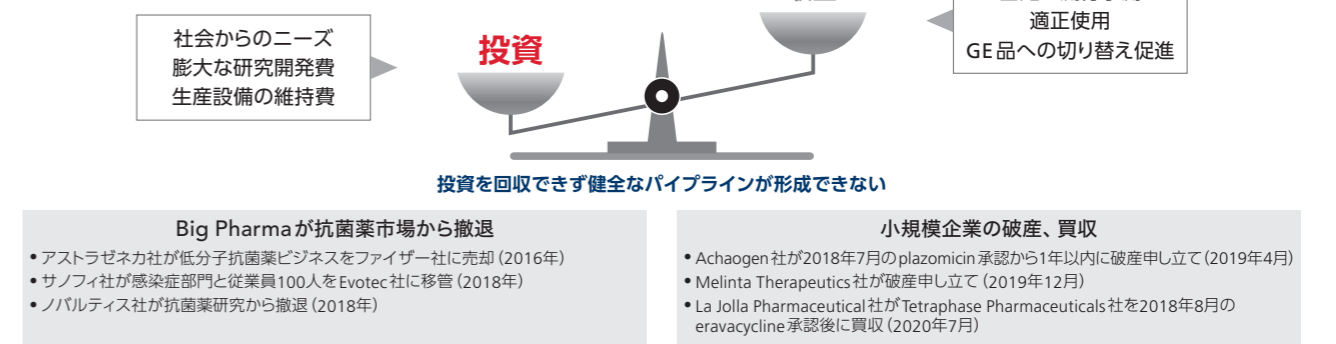 社会からのニーズ
膨大な研究開発費
生産設備の維持費
投資
適正使用
GE品への切り替え促進
投資を回収できず健全なパイプラインが形成できない
Big Pharmaが抗菌薬市場から撤退
• アストラゼネカ社が低分子抗菌薬ビジネスをファイザー社に売却（2016年）
• サノフィ社が感染症部門と従業員100人をEvotec社に移管（2018年）
• ノバルティス社が抗菌薬研究から撤退（2018年）
小規模企業の破産、買収
• Achaogen社が2018年7月のplazomicin承認から1年以内に破産申し立て（2019年4月）
• Melinta Therapeutics社が破産申し立て（2019年12月）
• La Jolla Pharmaceutical社がTetraphase Pharmaceuticals社を2018年8月の
eravacycline承認後に買収（2020年7月）